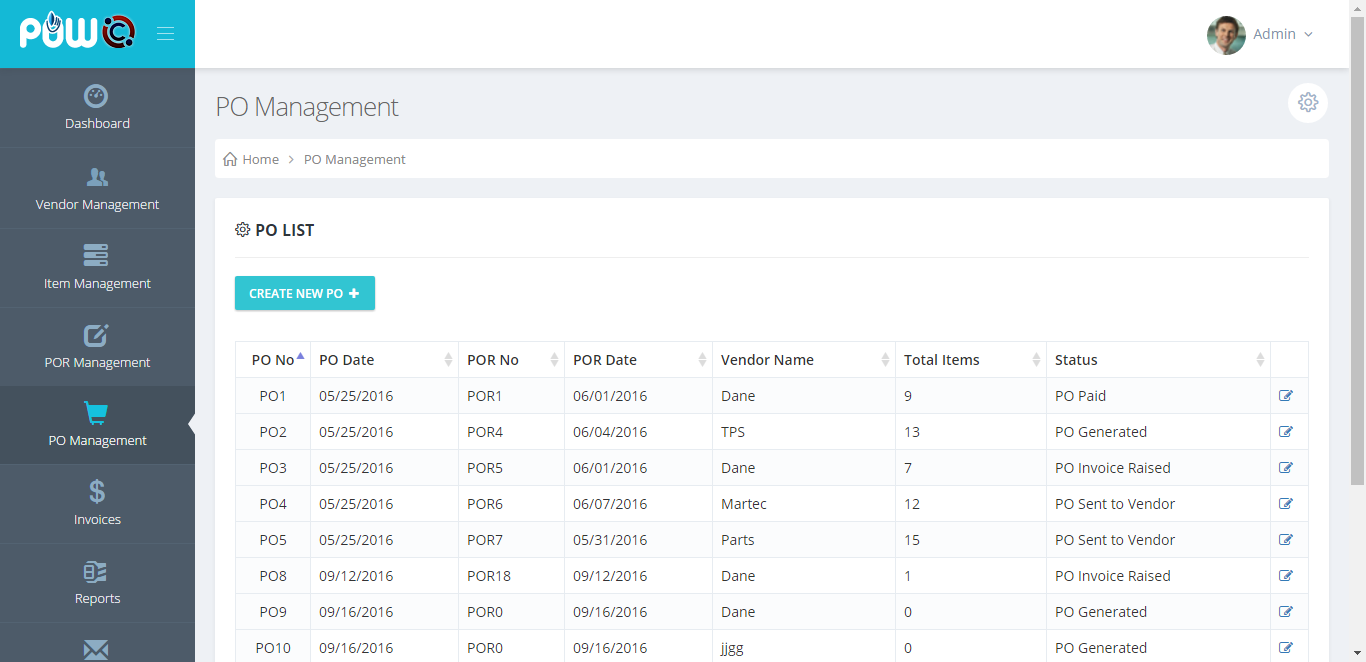 POWIC
Admin
Dashboard
Vendor Management
Item Management
POR Management
PO Management
Invoices
Reports
PO Management
Home > PO Management
PO LIST
CREATE NEW PO +
PO No PO Date POR No POR Date Vendor Name Total Items Status
PO1 05/25/2016 POR1 06/01/2016 Dane 9 PO Paid
PO2 05/25/2016 POR4 06/04/2016 TPS 13 PO Generated
PO3 05/25/2016 POR5 06/01/2016 Dane 7 PO Invoice Raised
PO4 05/25/2016 POR6 06/07/2016 Martec 12 PO Sent to Vendor
PO5 05/25/2016 POR7 05/31/2016 Parts 15 PO Sent to Vendor
PO8 09/12/2016 POR18 09/12/2016 Dane 1 PO Invoice Raised
PO9 09/16/2016 POR0 09/16/2016 Dane 0 PO Generated
PO10 09/16/2016 POR0 09/16/2016 jjgg 0 PO Generated